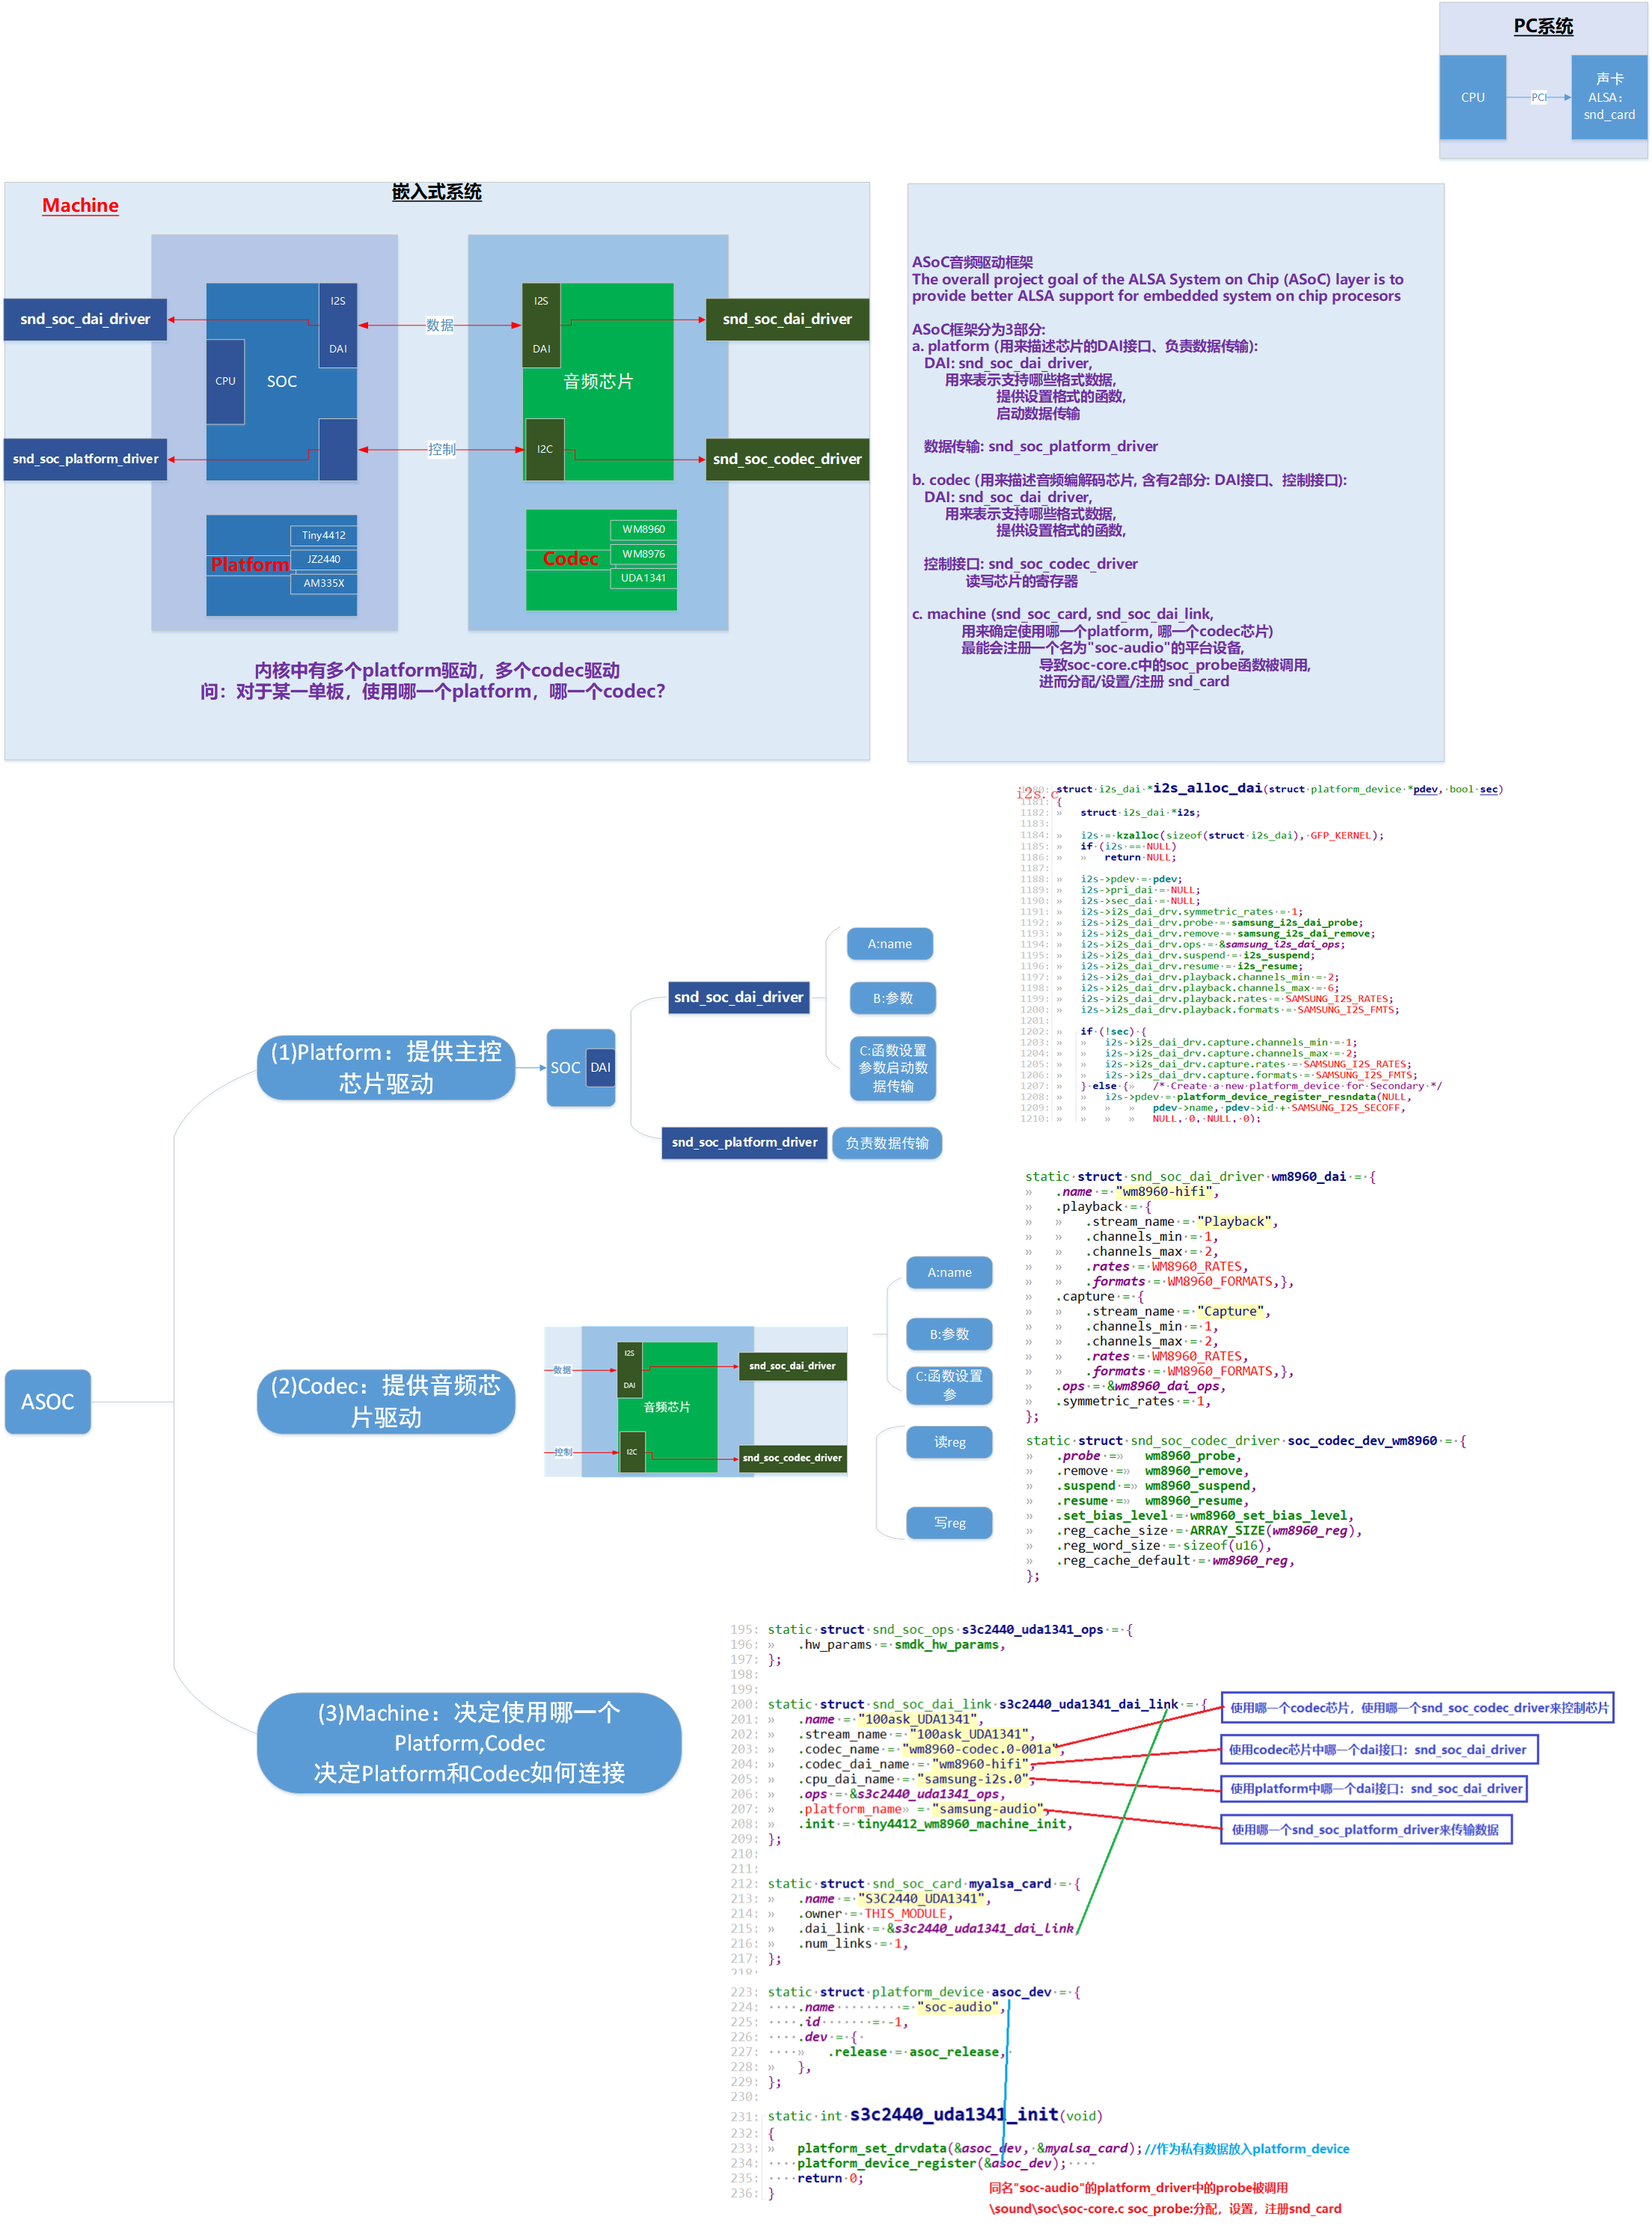 PC系统
CPU
PCI
声卡
ALSA：
snd_card
嵌入式系统
Machine
snd_soc_dai_driver
snd_soc_platform_driver
I2S
DAI
CPU
SOC
数据
控制
I2S
DAI
音频芯片
I2C
snd_soc_dai_driver
snd_soc_codec_driver
Platform
Tiny4412
JZ2440
AM335X
Codec
WM8960
WM8976
UDA1341
内核中有多个platform驱动，多个codec驱动
问：对于某一单板，使用哪一个platform，哪一个codec?
ASoC音频驱动框架
The overall project goal of the ALSA System on Chip (ASoC) layer is to
provide better ALSA support for embedded system on chip procesors
ASoC框架分为3部分:
a. platform (用来描述芯片的DAI接口、负责数据传输):
DAI: snd_soc_dai_driver,
用来表示支持哪些格式数据,
提供设置格式的函数,
启动数据传输
数据传输: snd_soc_platform_driver
b. codec (用来描述音频编解码芯片, 含有2部分: DAI接口、控制接口):
DAI: snd_soc_dai_driver,
用来表示支持哪些格式数据,
提供设置格式的函数,
控制接口: snd_soc_codec_driver
读写芯片的寄存器
c. machine (snd_soc_card, snd_soc_dai_link,
用来确定使用哪一个platform, 哪一个codec芯片)
最能会注册一个名为"soc-audio"的平台设备,
导致soc-core.c中的soc_probe函数被调用,
进而分配/设置/注册 snd_card
i2s.c
1180: struct i2s_dai *i2s_alloc_dai(struct platform_device *pdev, bool sec)
1181: {
1182: » struct i2s_dai *i2s;
1183:
1184: » i2s = kzalloc(sizeof(struct i2s_dai), GFP_KERNEL);
1185: » if (i2s == NULL)
1186: » » return NULL;
1187:
1188: » i2s->pdev = pdev;
1189: » i2s->pri_dai = NULL;
1190: » i2s->sec_dai = NULL;
1191: » i2s->i2s_dai_drv.symmetric_rates = 1;
1192: » i2s->i2s_dai_drv.probe = samsung_i2s_dai_probe;
1193: » i2s->i2s_dai_drv.remove = samsung_i2s_dai_remove;
1194: » i2s->i2s_dai_drv.ops = &samsung_i2s_dai_ops;
1195: » i2s->i2s_dai_drv.suspend = i2s_suspend;
1196: » i2s->i2s_dai_drv.resume = i2s_resume;
1197: » i2s->i2s_dai_drv.playback.channels_min = 2;
1198: » i2s->i2s_dai_drv.playback.channels_max = 6;
1199: » i2s->i2s_dai_drv.playback.rates = SAMSUNG_I2S_RATES;
1200: » i2s->i2s_dai_drv.playback.formats = SAMSUNG_I2S_FMTS;
1201:
1202: » if (!sec) {
1203: » » i2s->i2s_dai_drv.capture.channels_min = 1;
1204: » » i2s->i2s_dai_drv.capture.channels_max = 2;
1205: » » i2s->i2s_dai_drv.capture.rates = SAMSUNG_I2S_RATES;
1206: » » i2s->i2s_dai_drv.capture.formats = SAMSUNG_I2S_FMTS;
1207: » } else {» /* Create a new platform_device for Secondary */
1208: » » i2s->pdev = platform_device_register_resndata(NULL,
1209: » » » » pdev->name, pdev->id + SAMSUNG_I2S_SECOFF,
1210: » » » » NULL, 0, NULL, 0);
ASOC
(1)Platform：提供主控
芯片驱动
SOC
DAI
snd_soc_dai_driver
A:name
B:参数
C:函数设置
参数启动数
据传输
snd_soc_platform_driver
负责数据传输
(2)Codec：提供音频芯
片驱动
数据
控制
I2S
DAI
音频芯片
I2C
snd_soc_dai_driver
snd_soc_codec_driver
A:name
B:参数
C:函数设置
参
读reg
写reg
static struct snd_soc_dai_driver wm8960_dai = {
» .name = "wm8960-hifi",
» .playback = {
» » .stream_name = "Playback",
» » .channels_min = 1,
» » .channels_max = 2,
» » .rates = WM8960_RATES,
» » .formats = WM8960_FORMATS,},
» .capture = {
» » .stream_name = "Capture",
» » .channels_min = 1,
» » .channels_max = 2,
» » .rates = WM8960_RATES,
» » .formats = WM8960_FORMATS,},
» .ops = &wm8960_dai_ops,
» .symmetric_rates = 1,
};
static struct snd_soc_codec_driver soc_codec_dev_wm8960 = {
» .probe =» wm8960_probe,
» .remove =» wm8960_remove,
» .suspend =» wm8960_suspend,
» .resume =» wm8960_resume,
» .set_bias_level = wm8960_set_bias_level,
» .reg_cache_size = ARRAY_SIZE(wm8960_reg),
» .reg_word_size = sizeof(u16),
» .reg_cache_default = wm8960_reg,
};
(3)Machine：决定使用哪一个
Platform,Codec
决定Platform和Codec如何连接
195: static struct snd_soc_ops s3c2440_uda1341_ops = {
196: » .hw_params = smdk_hw_params,
197: };
198:
199:
200: static struct snd_soc_dai_link s3c2440_uda1341_dai_link = {
201: » .name = "100ask_UDA1341",
202: » .stream_name = "100ask_UDA1341",
203: » .codec_name = "wm8960-codec.0-001a",
204: » .codec_dai_name = "wm8960-hifi",
205: » .cpu_dai_name = "samsung-i2s.0",
206: » .ops = &s3c2440_uda1341_ops,
207: » .platform_name» = "samsung-audio",
208: » .init = tiny4412_wm8960_machine_init,
209: };
210:
211:
212: static struct snd_soc_card myalsa_card = {
213: » .name = "S3C2440_UDA1341",
214: » .owner = THIS_MODULE,
215: » .dai_link = &s3c2440_uda1341_dai_link,
216: » .num_links = 1,
217: };
218:
使用哪一个codec芯片，使用哪一个snd_soc_codec_driver来控制芯片
使用codec芯片中哪一个dai接口：snd_soc_dai_driver
使用platform中哪一个dai接口：snd_soc_dai_driver
使用哪一个snd_soc_platform_driver来传输数据
223: static struct platform_device asoc_dev = {
224: .name = "soc-audio",
225: .id = -1,
226: .dev = {
227: » .release = asoc_release,
228: » },
229: };
230:
231: static int s3c2440_uda1341_init(void)
232: {
233: » platform_set_drvdata(&asoc_dev, &myalsa_card);//作为私有数据放入platform_device
234: platform_device_register(&asoc_dev);
235: return 0;
236: }
同名"soc-audio"的platform_driver中的probe被调用
\sound\soc\soc-core.c soc_probe:分配，设置，注册snd_card